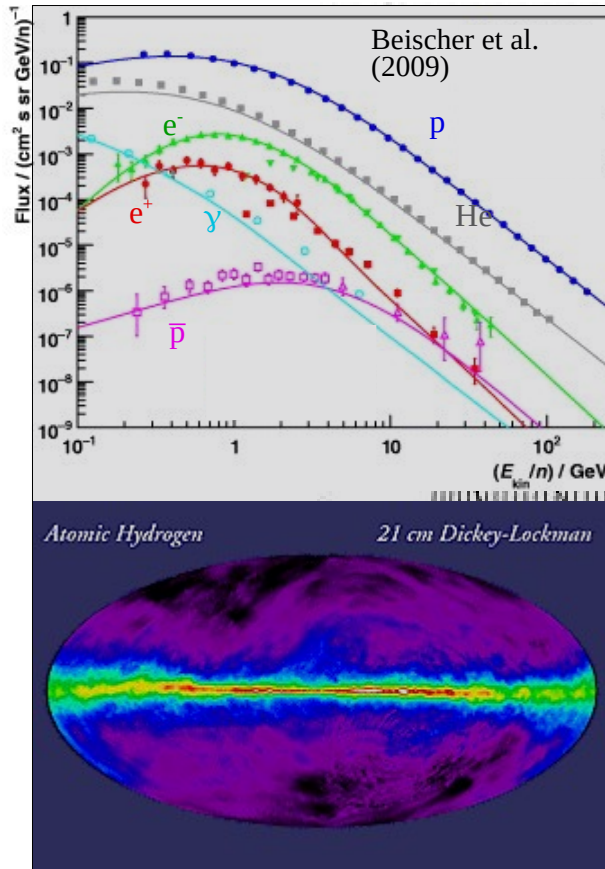 Beischer et al.
(2009)
Flux / (cm² s sr GeV/n)⁻¹
10⁻¹
10⁻²
10⁻³
10⁻⁴
10⁻⁵
10⁻⁶
10⁻⁷
10⁻⁸
10⁻⁹
p
He
e⁻
e⁺
γ
p̅
10⁻¹
1
10
10²
(E_kin/n) / GeV
Atomic Hydrogen
21 cm Dickey-Lockman